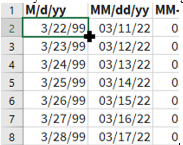 1 M/d/yy MM/dd/yy MM-
2 3/22/99 03/11/22 0
3 3/23/99 03/12/22 0
4 3/24/99 03/13/22 0
5 3/25/99 03/14/22 0
6 3/26/99 03/15/22 0
7 3/27/99 03/16/22 0
8 3/28/99 03/17/22 0